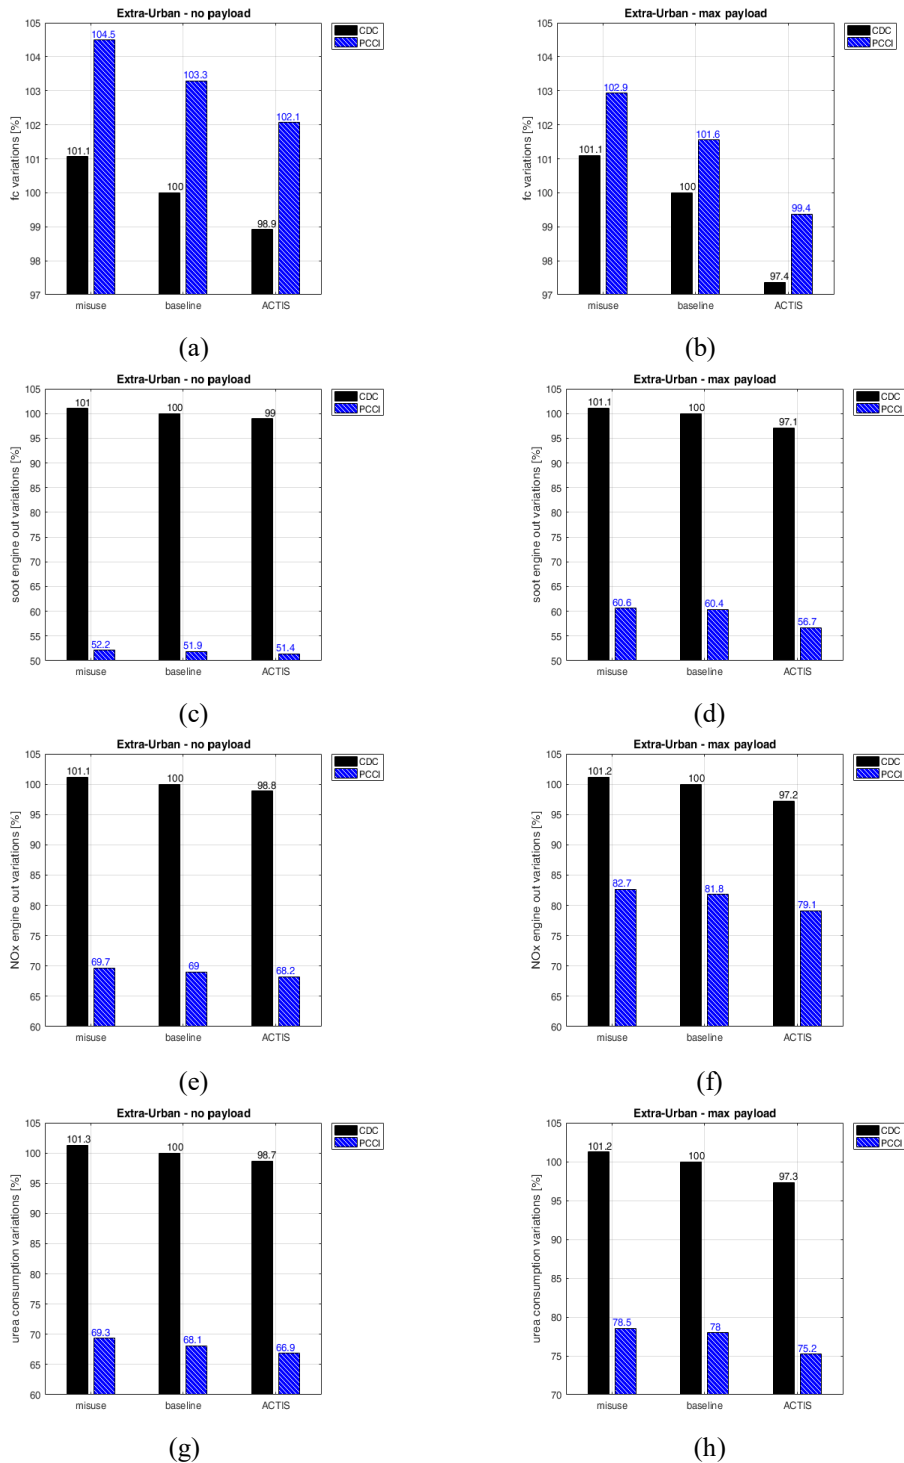 Extra-Urban - no payload
CDC
PCCI
fc variations [%]
105
104
103
102
101
100
99
98
97
101.1
104.5
100
103.3
98.9
102.1
misuse
baseline
ACTIS
(a)
Extra-Urban - max payload
CDC
PCCI
fc variations [%]
105
104
103
102
101
100
99
98
97
101.1
102.9
100
101.6
97.4
99.4
misuse
baseline
ACTIS
(b)
Extra-Urban - no payload
CDC
PCCI
soot engine out variations [%]
105
100
95
90
85
80
75
70
65
60
55
50
101
52.2
100
51.9
99
51.4
misuse
baseline
ACTIS
(c)
Extra-Urban - max payload
CDC
PCCI
soot engine out variations [%]
105
100
95
90
85
80
75
70
65
60
55
50
101.1
60.6
100
60.4
97.1
56.7
misuse
baseline
ACTIS
(d)
Extra-Urban - no payload
CDC
PCCI
NOx engine out variations [%]
105
100
95
90
85
80
75
70
65
60
101.1
69.7
100
69
98.8
68.2
misuse
baseline
ACTIS
(e)
Extra-Urban - max payload
CDC
PCCI
NOx engine out variations [%]
105
100
95
90
85
80
75
70
65
60
101.2
82.7
100
81.8
97.2
79.1
misuse
baseline
ACTIS
(f)
Extra-Urban - no payload
CDC
PCCI
urea consumption variations [%]
105
100
95
90
85
80
75
70
65
60
101.3
69.3
100
68.1
98.7
66.9
misuse
baseline
ACTIS
(g)
Extra-Urban - max payload
CDC
PCCI
urea consumption variations [%]
105
100
95
90
85
80
75
70
101.2
78.5
100
78
97.3
75.2
misuse
baseline
ACTIS
(h)